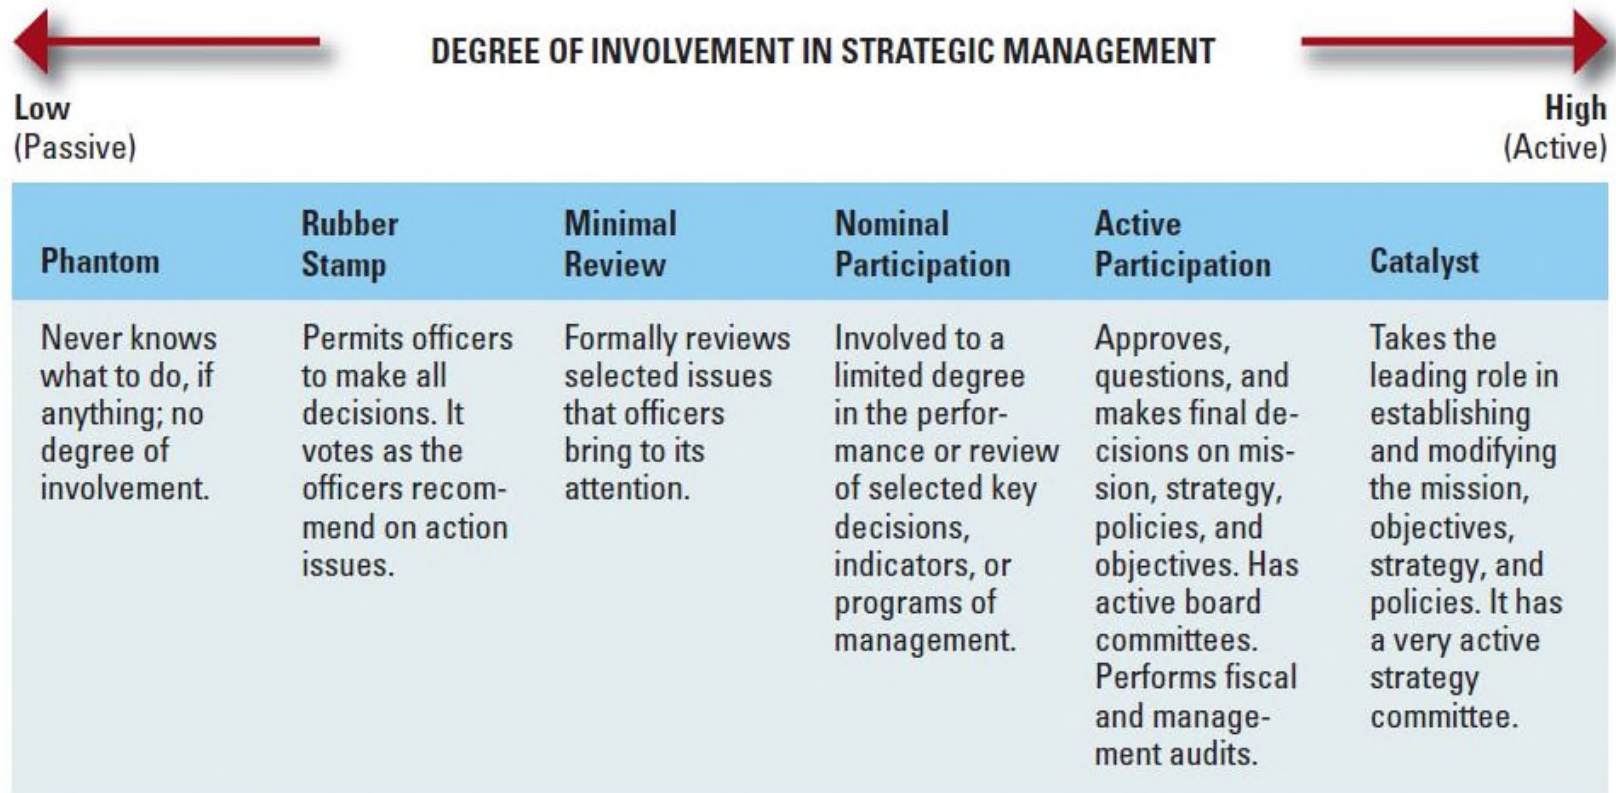 DEGREE OF INVOLVEMENT IN STRATEGIC MANAGEMENT
Low
(Passive)
High
(Active)
Phantom
Rubber
Stamp
Minimal
Review
Nominal
Participation
Active
Participation
Catalyst
Never knows
what to do, if
anything; no
degree of
involvement.
Permits officers
to make all
decisions. It
votes as the
officers recom-
mend on action
issues.
Formally reviews
selected issues
that officers
bring to its
attention.
Involved to a
limited degree
in the perfor-
mance or review
of selected key
decisions,
indicators, or
programs of
management.
Approves,
questions, and
makes final de-
cisions on mis-
sion, strategy,
policies, and
objectives. Has
active board
committees.
Performs fiscal
and manage-
ment audits.
Takes the
leading role in
establishing
and modifying
the mission,
objectives,
strategy, and
policies. It has
a very active
strategy
committee.